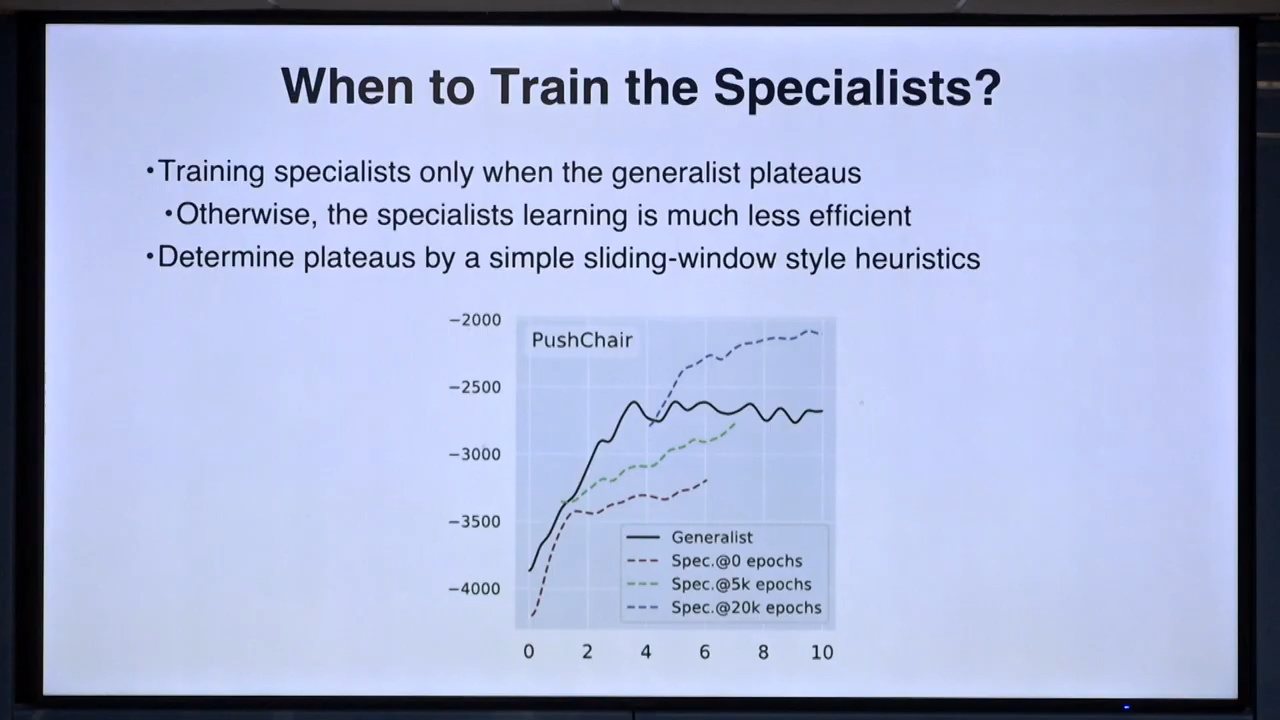 When to Train the Specialists?
•Training specialists only when the generalist plateaus
•Otherwise, the specialists learning is much less efficient
•Determine plateaus by a simple sliding-window style heuristics
−2000
PushChair
−2500
−3000
−3500
−4000
Generalist
Spec.@0 epochs
Spec.@5k epochs
Spec.@20k epochs
0 2 4 6 8 10